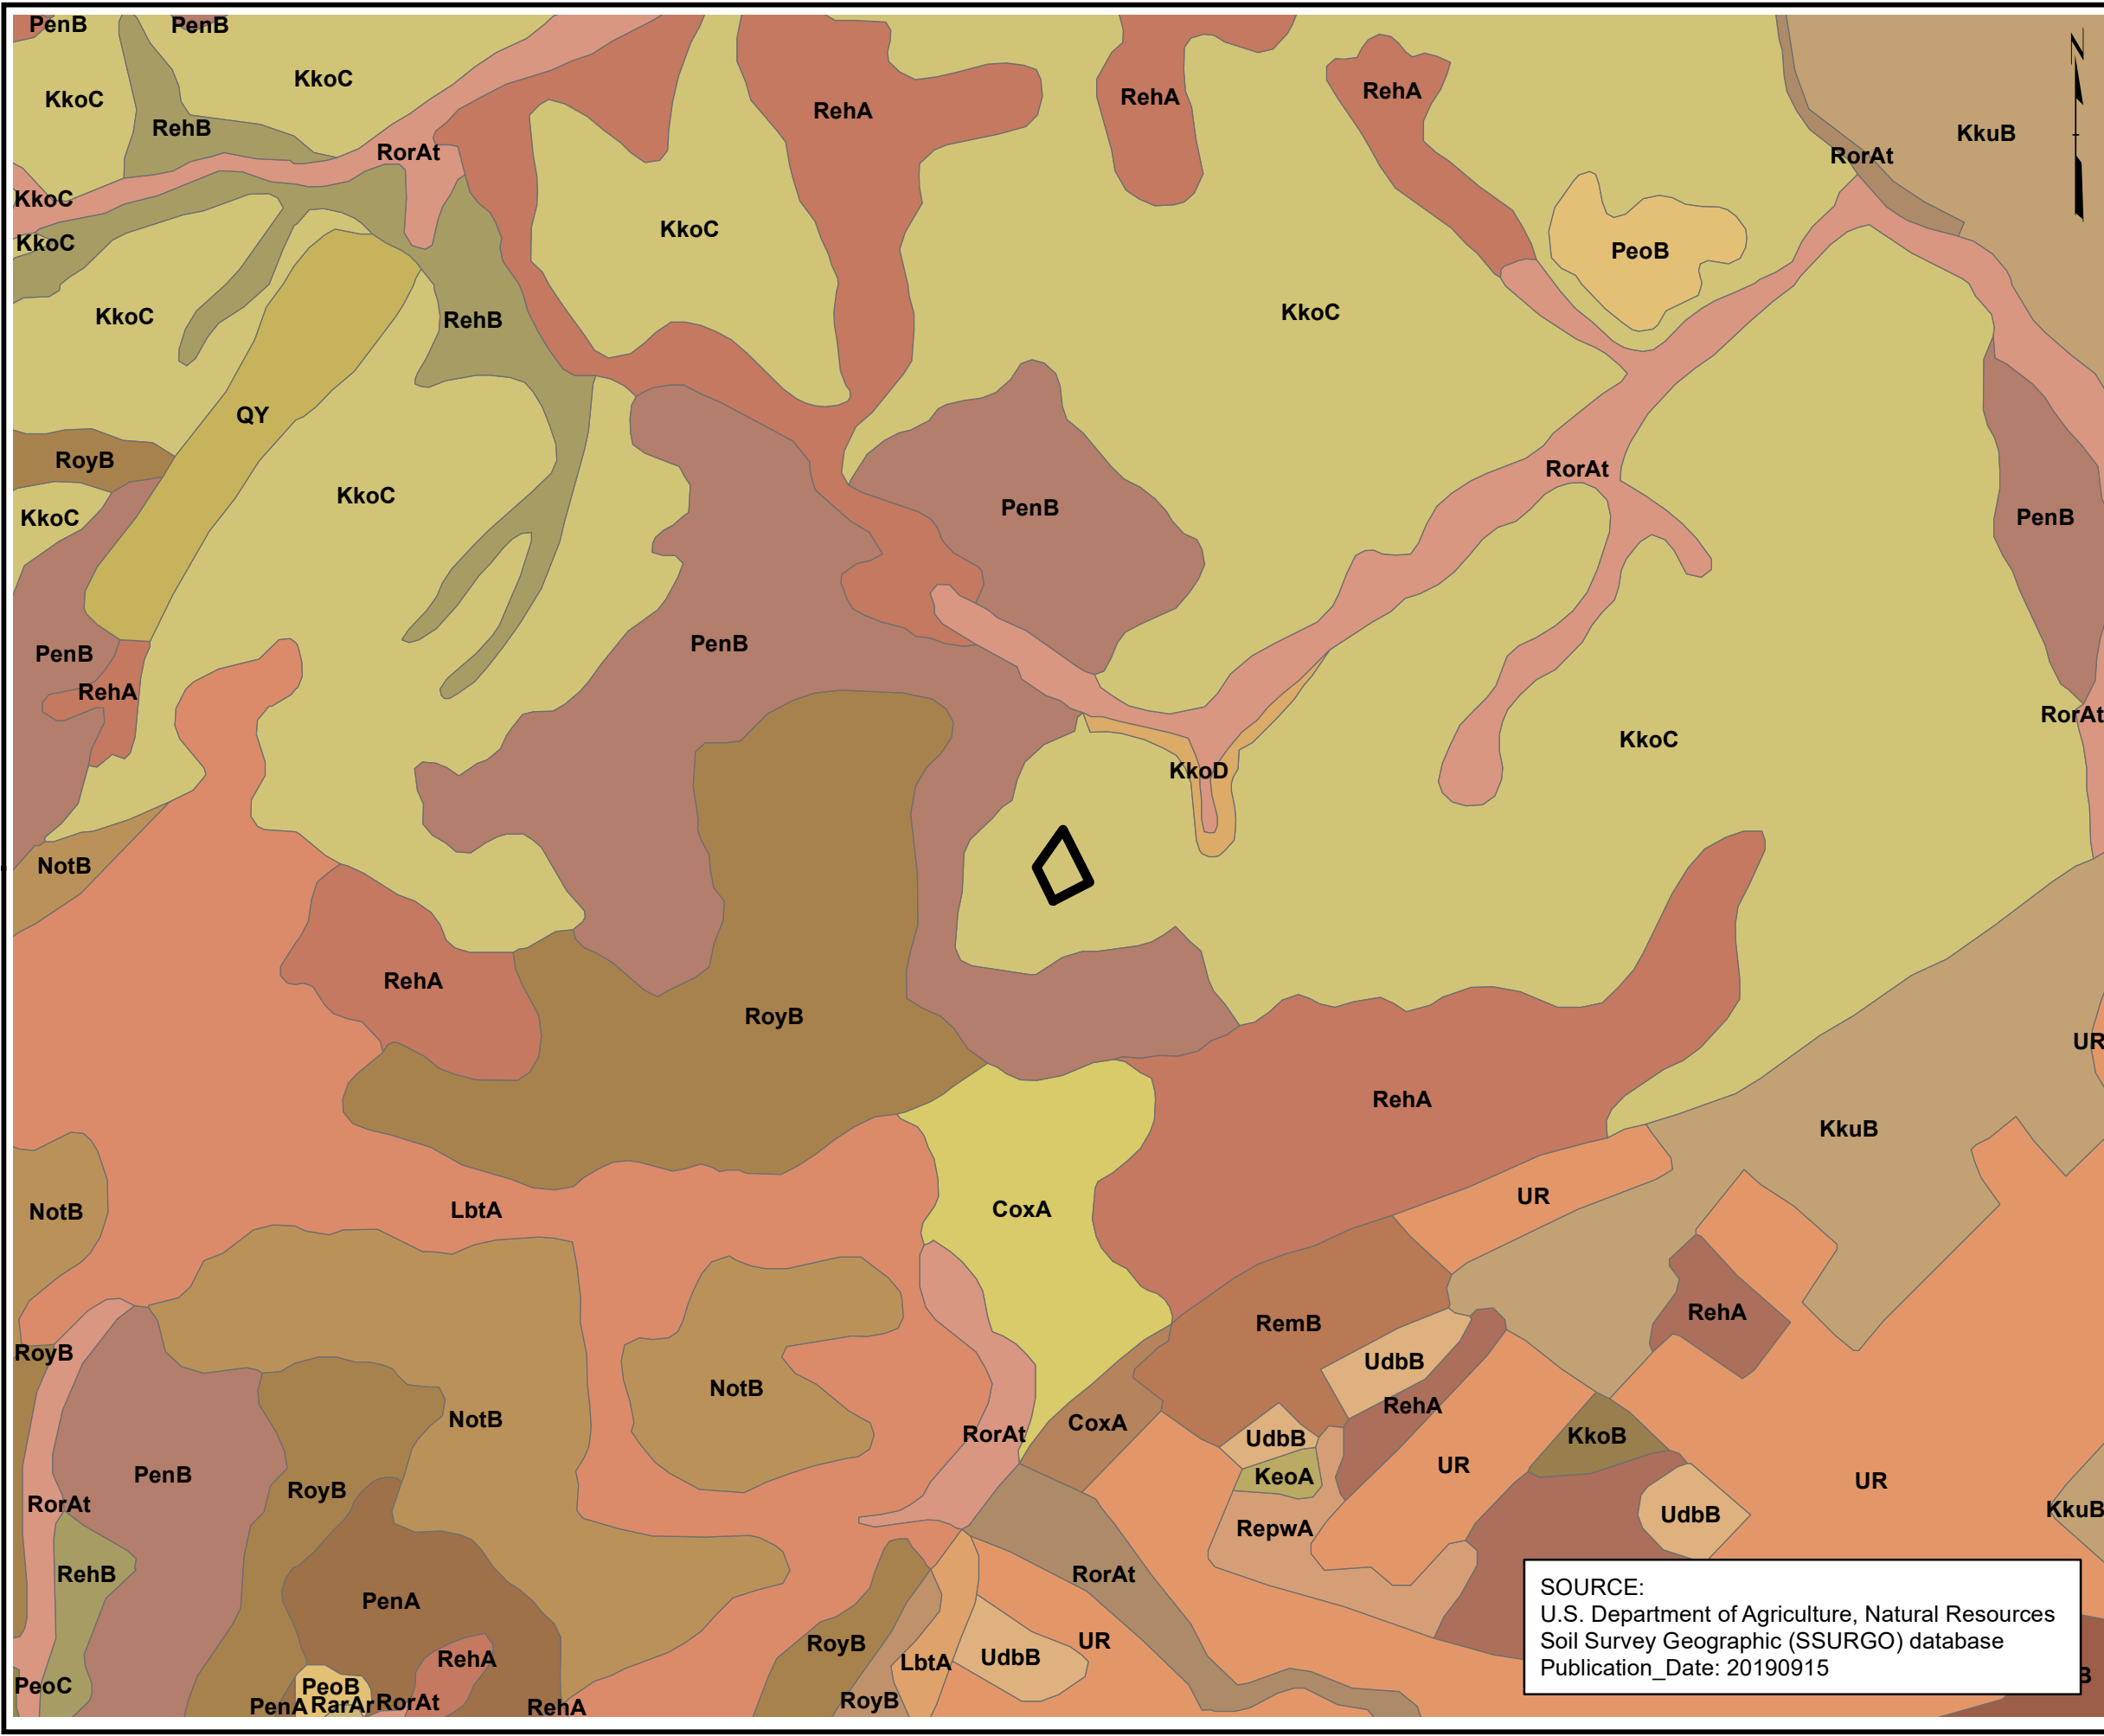 PenB
PenB
KkoC
KkoC
RehA
RehA
RehA
N
RehB
RorAt
KkuB
RorAt
KkoC
KkoC
KkoC
PeoB
KkoC
RehB
KkoC
QY
RoyB
KkoC
KkoC
PenB
RorAt
PenB
PenB
PenB
RehA
RorAt
KkoC
KkoD
NotB
RehA
RoyB
UR
RehA
KkuB
NotB
LbtA
CoxA
UR
RoyB
RemB
RehA
UdbB
NotB
NotB
RehA
CoxA
RorAt
UdbB
KkoB
PenB
RoyB
KeoA
UR
UR
RorAt
RepwA
UdbB
KkuB
RehB
RorAt
PenA
RoyB
UR
RehA
LbtA
UdbB
PeoC
PeoB
PenA
RarAr
RorAt
RehA
RoyB
SOURCE:
U.S. Department of Agriculture, Natural Resources
Soil Survey Geographic (SSURGO) database
Publication_Date: 20190915
B